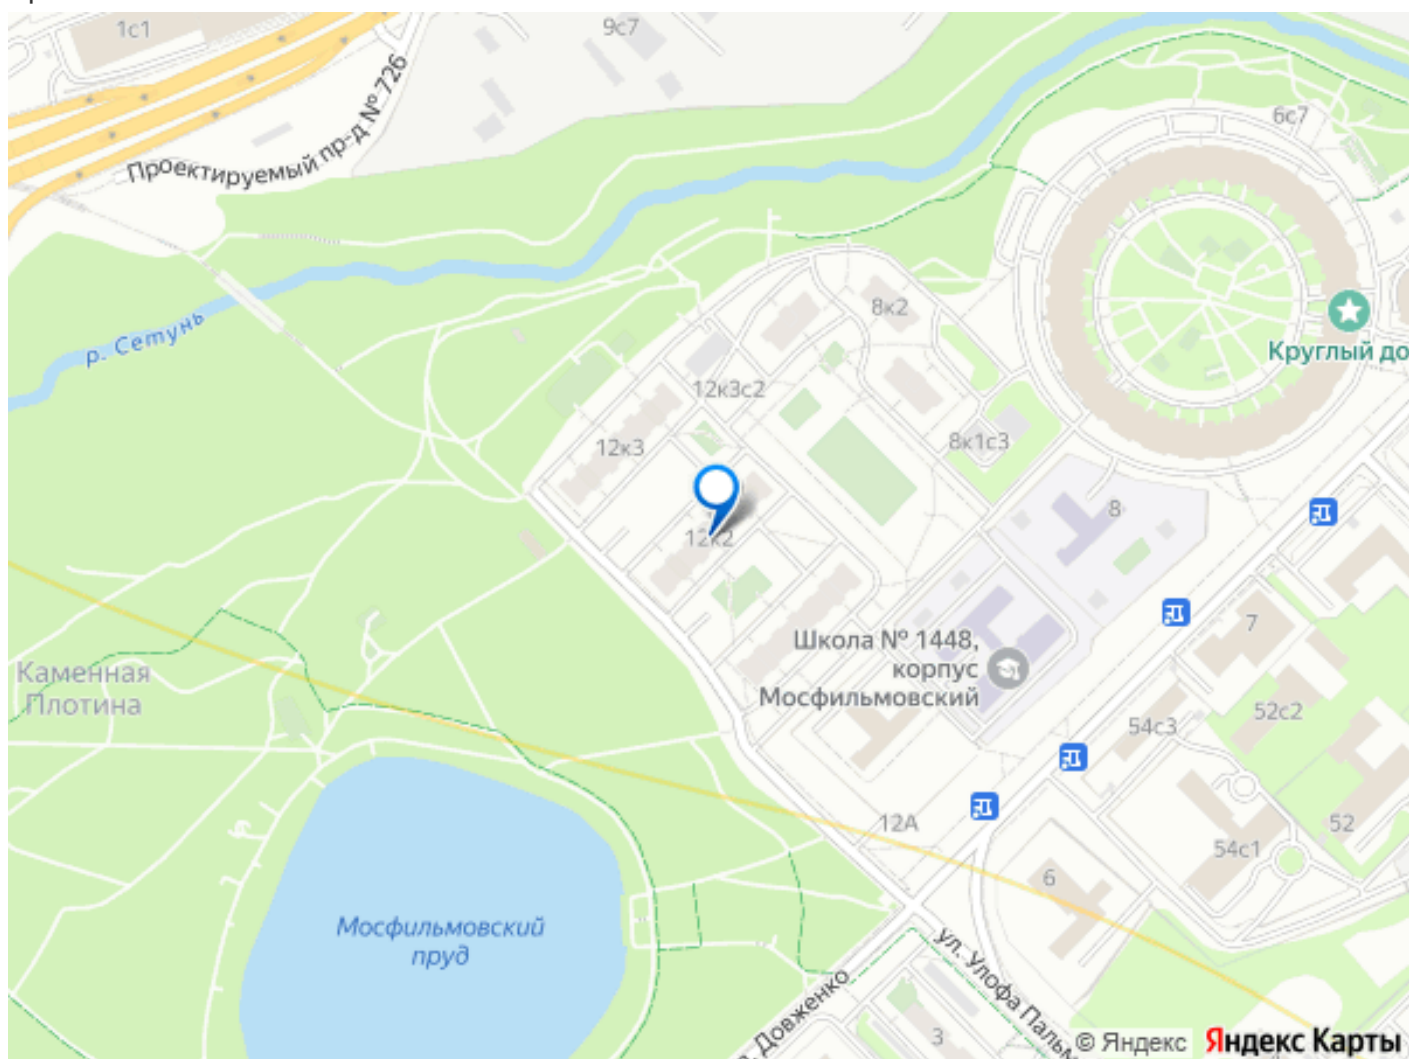 1с1
9с7
Проектируемый пр-д № 726
6с7
р. Сетунь
8к2
Круглый до
12к3с2
12к3
8к1с3
8
12к2
7
Школа № 1448,
корпус
Мосфильмовский
Каменная
Плотина
52с2
54с3
12А
52
54с1
6
Мосфильмовский
пруд
ул. Улофа Пальм
. Довженко
3
© Яндекс
Яндекс Карты